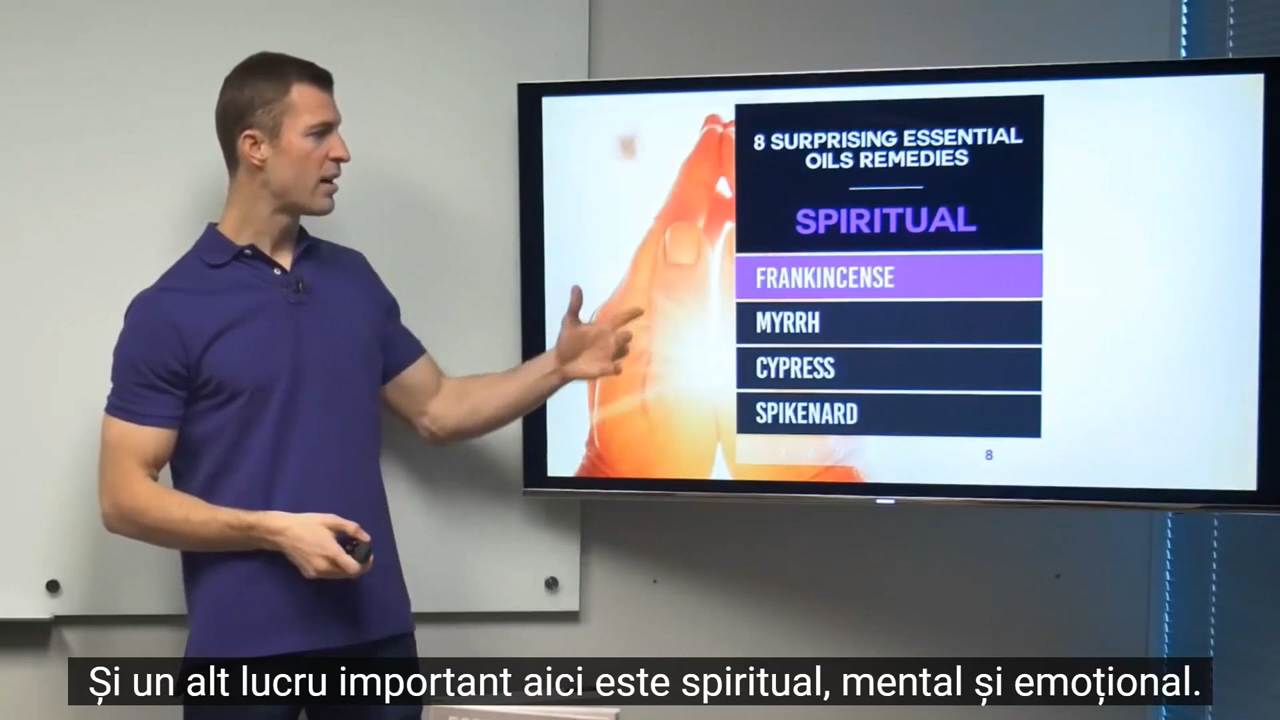 8 SURPRISING ESSENTIAL
OILS REMEDIES
SPIRITUAL
FRANKINCENSE
MYRRH
CYPRESS
SPIKENARD
8
Și un alt lucru important aici este spiritual, mental și emoțional.